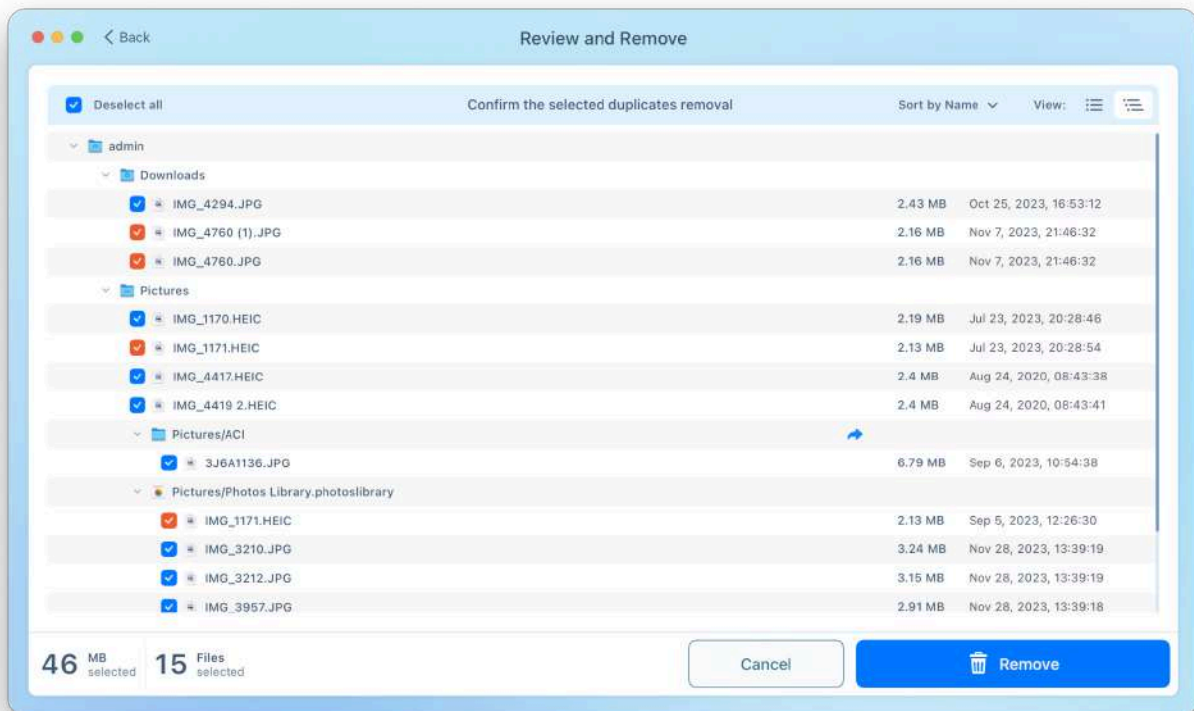 Back Review and Remove
Deselect all Confirm the selected duplicates removal Sort by Name View:
admin
Downloads
IMG_4294.JPG 2.43 MB Oct 25, 2023, 16:53:12
IMG_4760 (1).JPG 2.16 MB Nov 7, 2023, 21:46:32
IMG_4760.JPG 2.16 MB Nov 7, 2023, 21:46:32
Pictures
IMG_1170.HEIC 2.19 MB Jul 23, 2023, 20:28:46
IMG_1171.HEIC 2.13 MB Jul 23, 2023, 20:28:54
IMG_4417.HEIC 2.4 MB Aug 24, 2020, 08:43:38
IMG_4419 2.HEIC 2.4 MB Aug 24, 2020, 08:43:41
Pictures/ACI
3J6A1136.JPG 6.79 MB Sep 6, 2023, 10:54:38
Pictures/Photos Library.photoslibrary
IMG_1171.HEIC 2.13 MB Sep 5, 2023, 12:26:30
IMG_3210.JPG 3.24 MB Nov 28, 2023, 13:39:19
IMG_3212.JPG 3.15 MB Nov 28, 2023, 13:39:19
IMG_3957.JPG 2.91 MB Nov 28, 2023, 13:39:18
46 MB selected 15 Files selected Cancel Remove